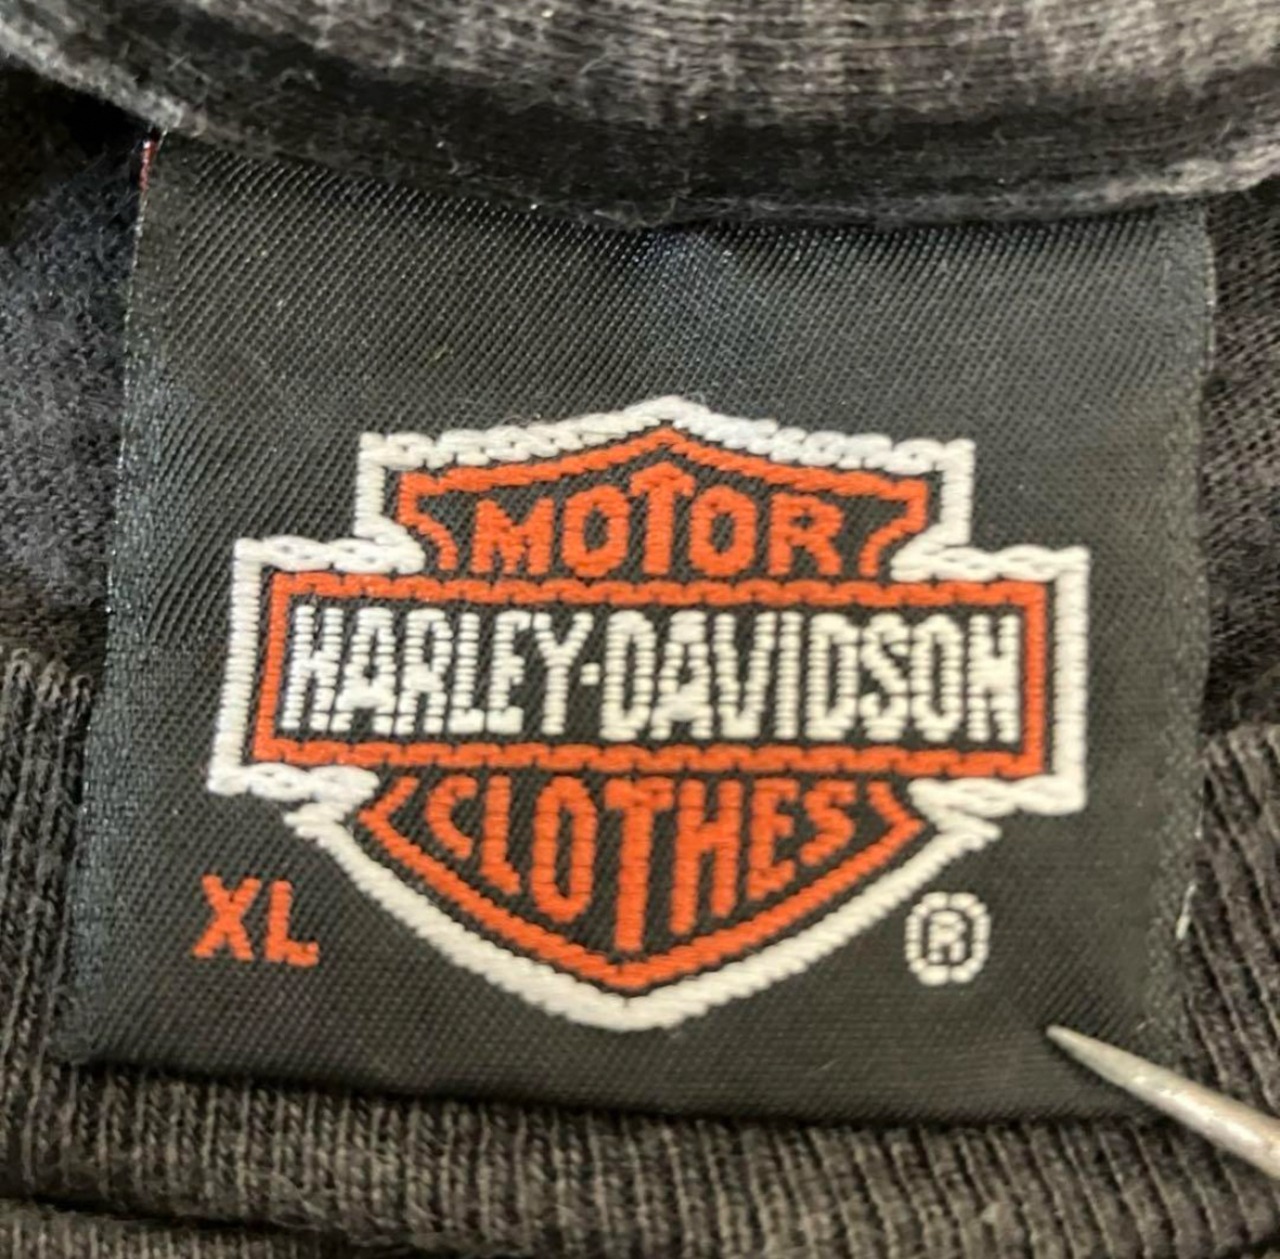 MOTOR
HARLEY-DAVIDSON
CLOTHES
XL
®